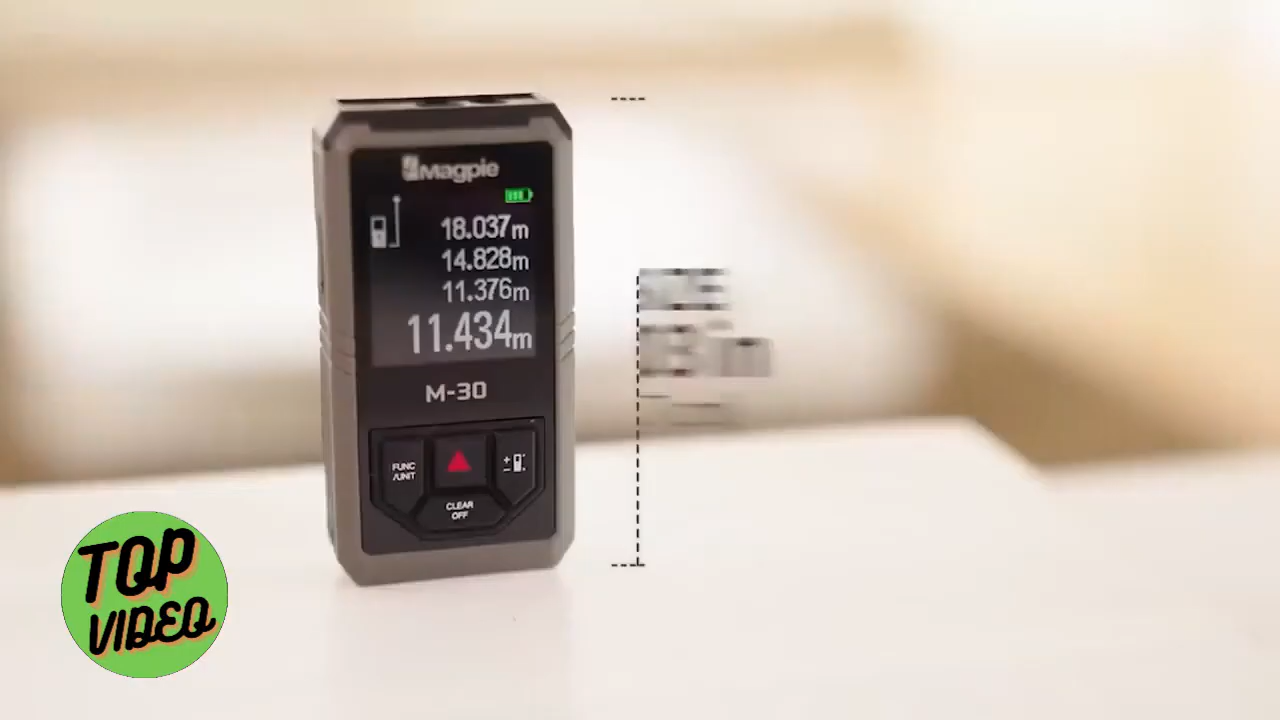 Magpie
18.037m
14.828m
11.376m
11.434m
M-30
FUNC
/UNIT
CLEAR
OFF
TOP
VIDEO